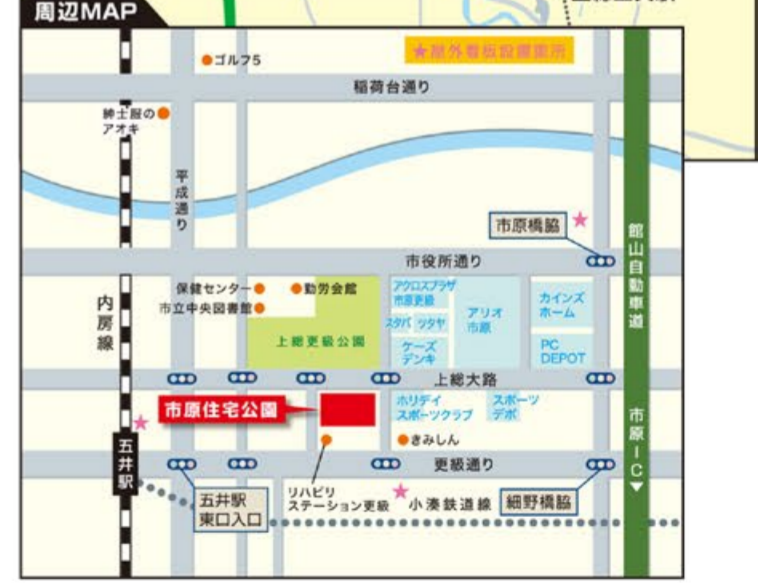 周辺MAP
ゴルフ5
★屋外看板設置箇所
稲荷台通り
紳士服の
アオキ
平成通り
市原橋脇
市役所通り
館山自動車道
内房線
保健センター
勤労会館
市立中央図書館
上総更級公園
アクロスプラザ
市原更級
スタバ
ツタヤ
ケーズ
デンキ
アリオ
市原
カインズ
ホーム
PC
DEPOT
上総大路
市原住宅公園
ホリデイ
スポーツクラブ
スポーツ
デポ
きみしん
市原IC
五井駅
更級通り
五井駅
東口入口
リハビリ
ステーション更級
小湊鉄道線
細野橋脇